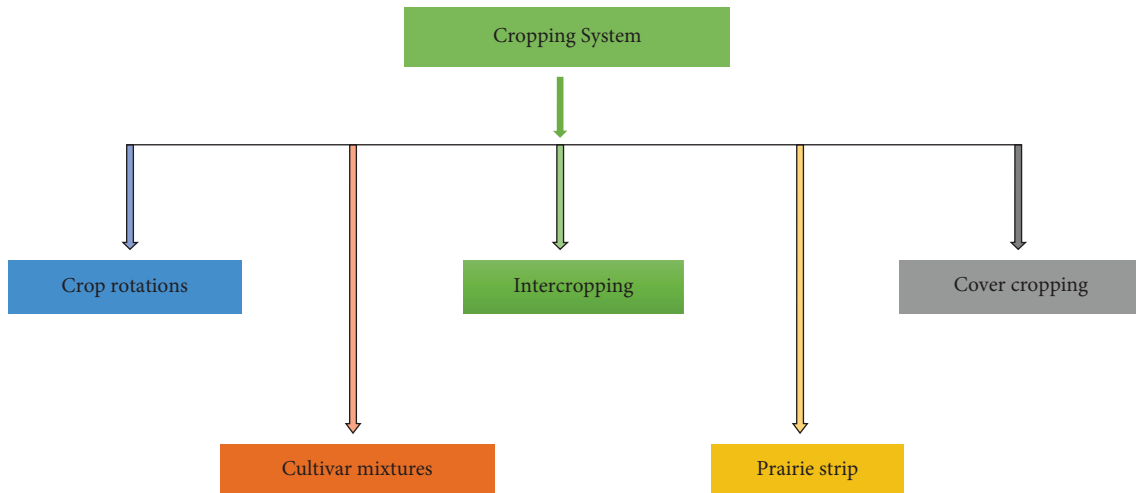 Cropping System
Crop rotations
Intercropping
Cover cropping
Cultivar mixtures
Prairie strip